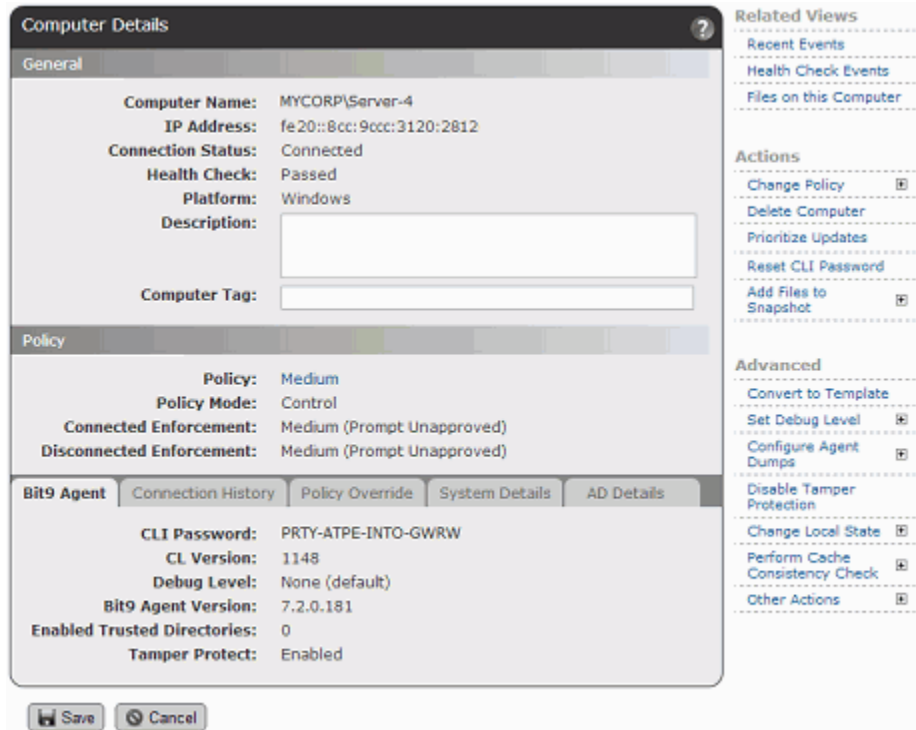 Computer Details
?
General
Computer Name: MYCORP\Server-4
IP Address: fe20::8cc:9ccc:3120:2812
Connection Status: Connected
Health Check: Passed
Platform: Windows
Description:
Computer Tag:
Policy
Policy: Medium
Policy Mode: Control
Connected Enforcement: Medium (Prompt Unapproved)
Disconnected Enforcement: Medium (Prompt Unapproved)
Bit9 Agent Connection History Policy Override System Details AD Details
CLI Password: PRTY-ATPE-INTO-GWRW
CL Version: 1148
Debug Level: None (default)
Bit9 Agent Version: 7.2.0.181
Enabled Trusted Directories: 0
Tamper Protect: Enabled
Save Cancel
Related Views
Recent Events
Health Check Events
Files on this Computer
Actions
Change Policy
Delete Computer
Prioritize Updates
Reset CLI Password
Add Files to
Snapshot
Advanced
Convert to Template
Set Debug Level
Configure Agent
Dumps
Disable Tamper
Protection
Change Local State
Perform Cache
Consistency Check
Other Actions